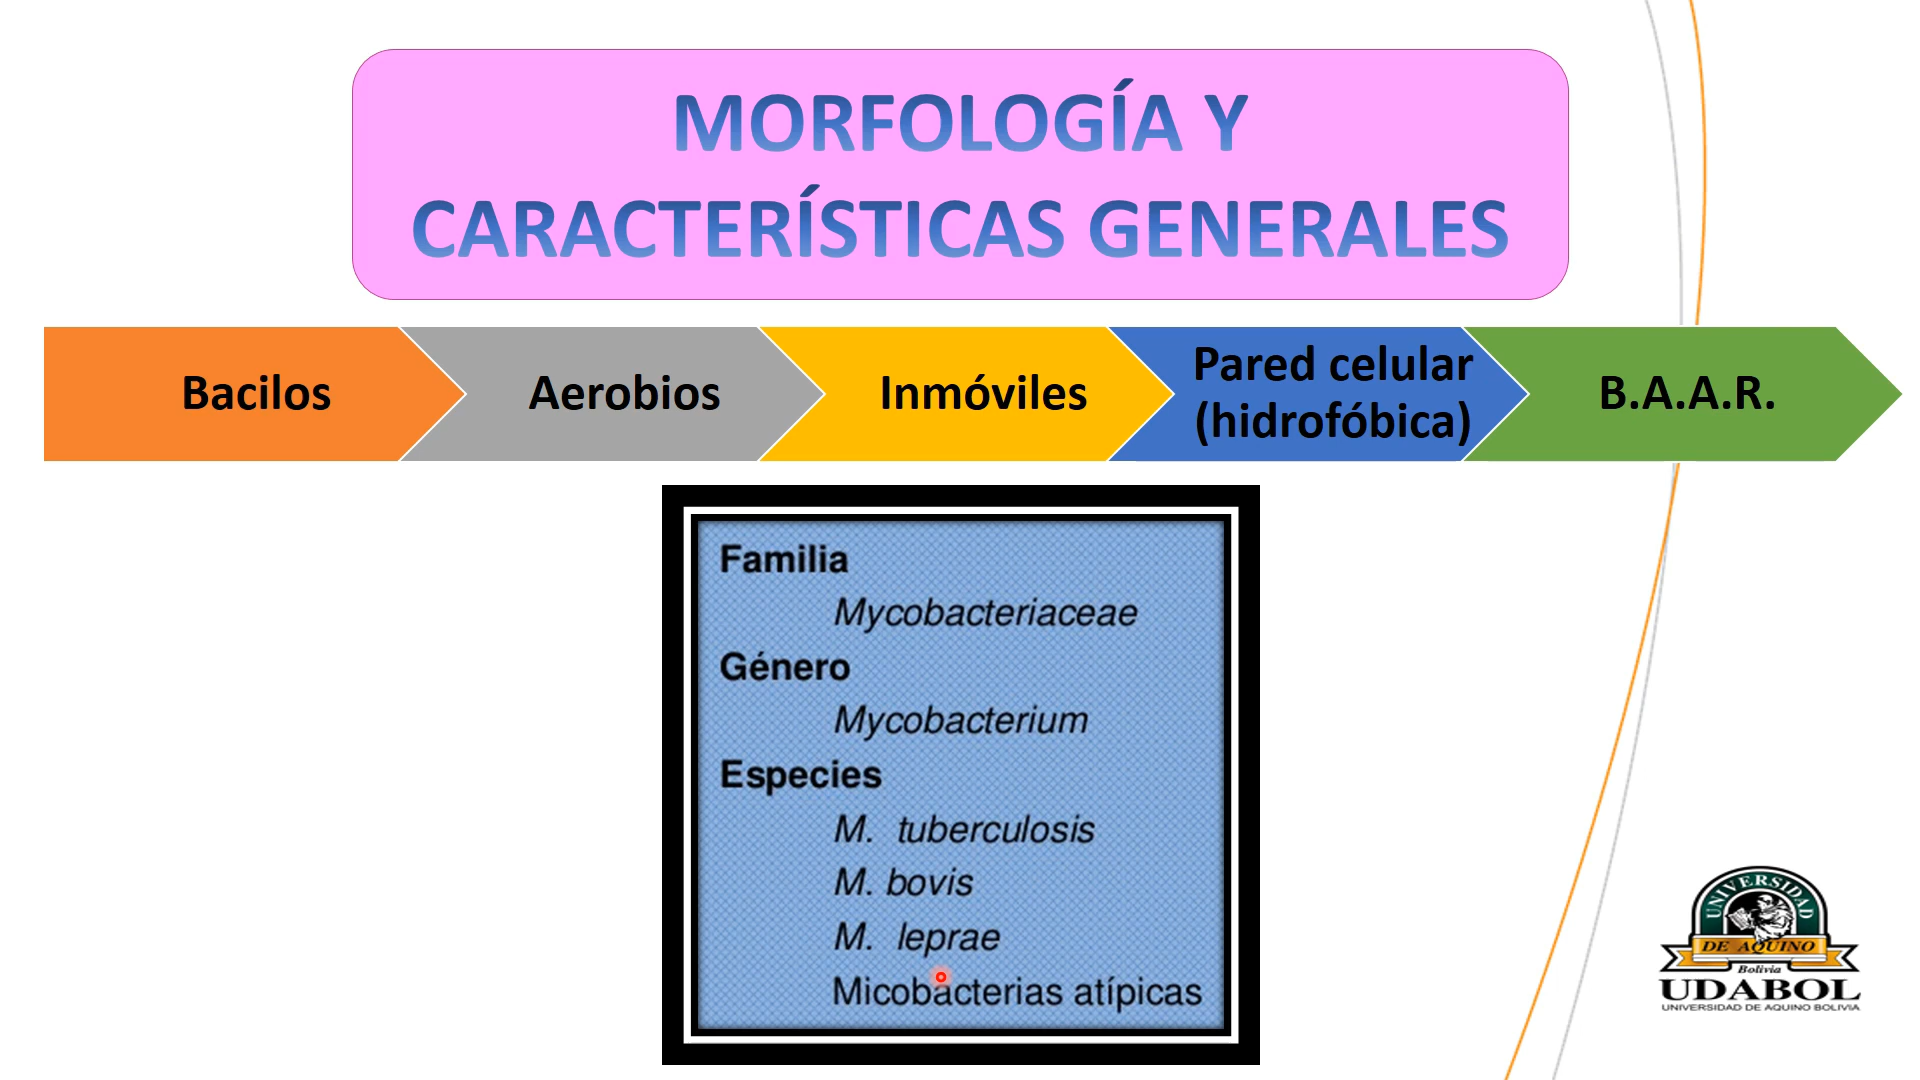 MORFOLOGÍA Y
CARACTERÍSTICAS GENERALES
Bacilos
Aerobios
Inmóviles
Pared celular
(hidrofóbica)
B.A.A.R.
Familia
Mycobacteriaceae
Género
Mycobacterium
Especies
M. tuberculosis
M. bovis
M. leprae
Micobacterias atípicas
UNIVERSIDAD
DE AQUINO
Bolivia
UDABOL
UNIVERSIDAD DE AQUINO BOLIVIA